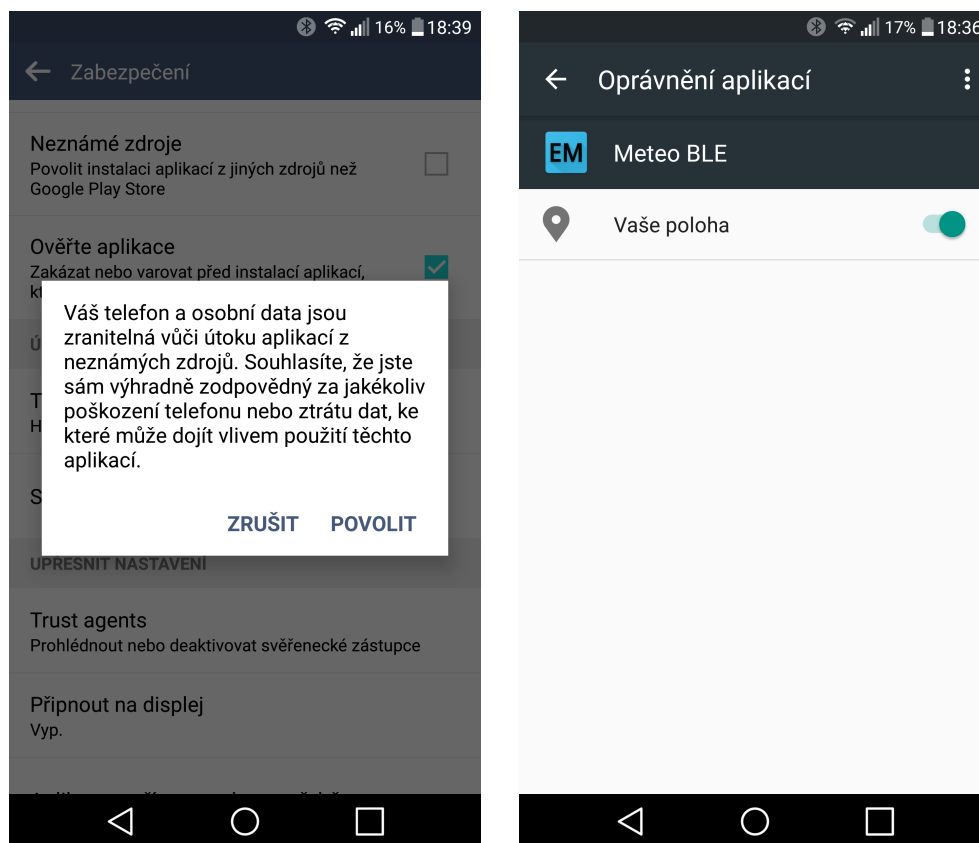 16% 18:39
Zabezpečení
Neznámé zdroje
Povolit instalaci aplikací z jiných zdrojů než
Google Play Store
Ověřte aplikace
Zakázat nebo varovat před instalací aplikací,
Váš telefon a osobní data jsou
zranitelná vůči útoku aplikací z
neznámých zdrojů. Souhlasíte, že jste
sám výhradně zodpovědný za jakékoliv
poškození telefonu nebo ztrátu dat, ke
které může dojít vlivem použití těchto
aplikací.
ZRUŠIT POVOLIT
UPŘESNIT NASTAVENÍ
Trust agents
Prohlédnout nebo deaktivovat svěřenecké zástupce
Připnout na displej
Vyp.
17% 18:36
Oprávnění aplikací
EM Meteo BLE
Vaše poloha